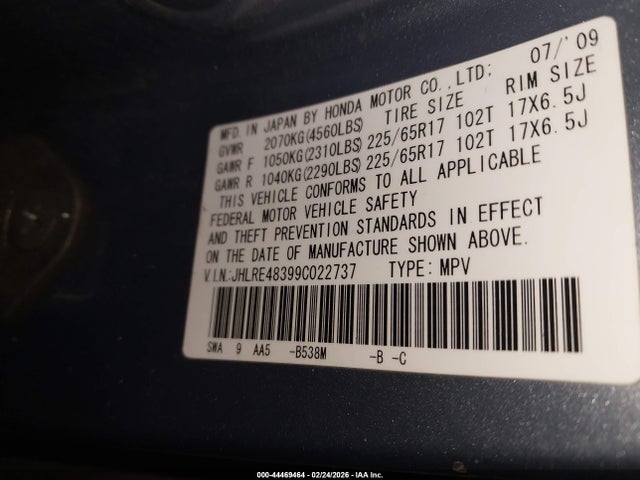 MFD. IN JAPAN BY HONDA MOTOR CO.,LTD; 07/'09
GVWR 2070KG(4560LBS) TIRE SIZE RIM SIZE
GAWR F 1050KG(2310LBS) 225/65R17 102T 17X6.5J
GAWR R 1040KG(2290LBS) 225/65R17 102T 17X6.5J
THIS VEHICLE CONFORMS TO ALL APPLICABLE
FEDERAL MOTOR VEHICLE SAFETY
AND THEFT PREVENTION STANDARDS IN EFFECT
ON THE DATE OF MANUFACTURE SHOWN ABOVE.
V.I.N.:JHLRE48399C022737 TYPE: MPV
SWA 9 AA5 -B538M -B -C
000-44469464 - 02/24/2026 - IAA Inc.